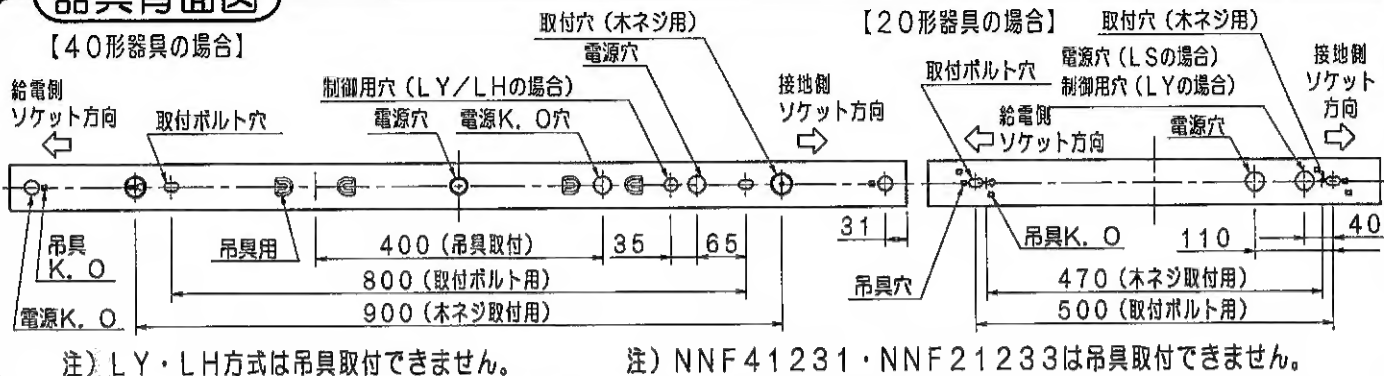 器具背面図
【40形器具の場合】
給電側
ソケット方向
取付ボルト穴
制御用穴（LY/LHの場合）
電源穴
電源K．O穴
取付穴（木ネジ用）
電源穴
接地側
ソケット方向
吊具
K．O
電源K．O
吊具用
400（吊具取付）
35
65
31
800（取付ボルト用）
900（木ネジ取付用）
注）LY・LH方式は吊具取付できません。
【20形器具の場合】
取付穴（木ネジ用）
取付ボルト穴
電源穴（LSの場合）
制御用穴（LYの場合）
接地側
ソケット
方向
給電側
ソケット方向
電源穴
吊具K．O
吊具穴
110
40
470（木ネジ取付用）
500（取付ボルト用）
注）NNF41231・NNF21233は吊具取付できません。